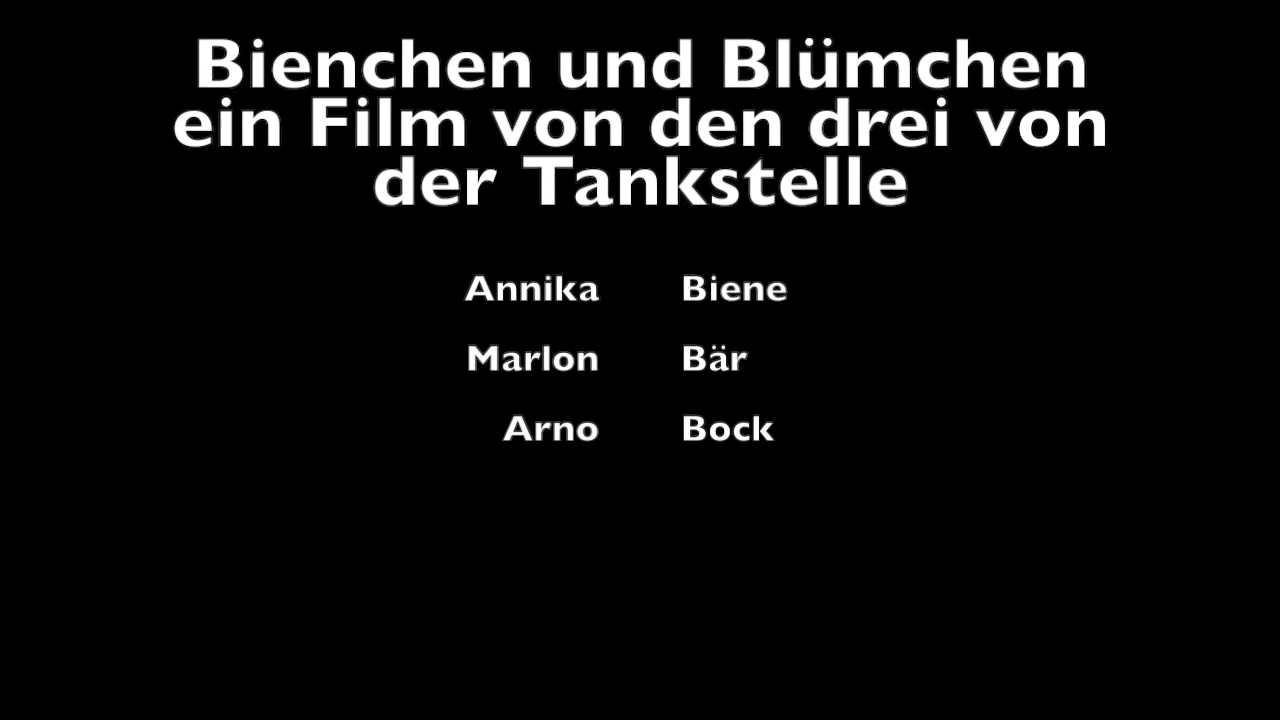 Bienchen und Blümchen
ein Film von den drei von
der Tankstelle
Annika Biene
Marlon Bär
Arno Bock